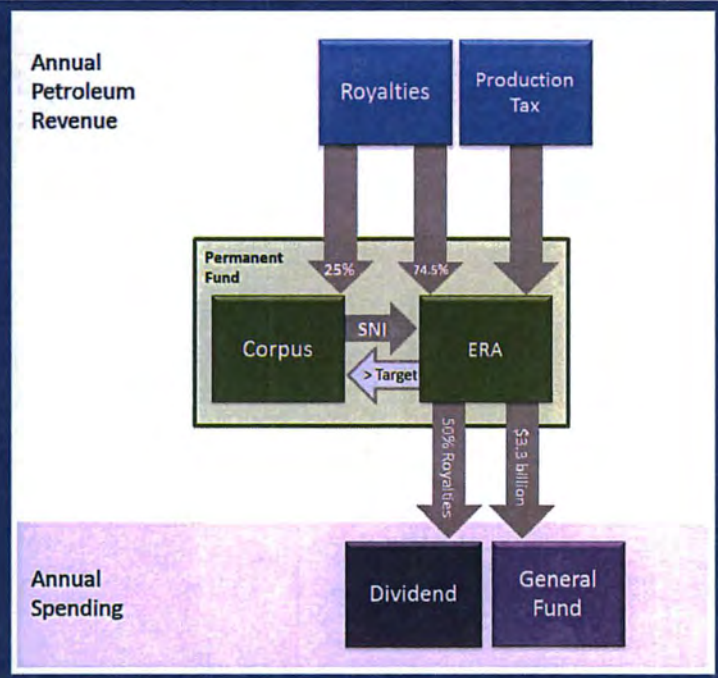 Annual
Petroleum
Revenue
Royalties
Production
Tax
Permanent
Fund
25%
74.5%
Corpus
SNI
ERA
> Target
50% Royalties
$3.3 billion
Annual
Spending
Dividend
General
Fund